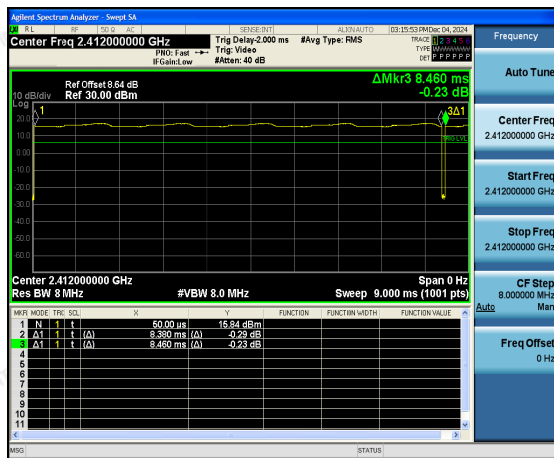 Agilent Spectrum Analyzer - Swept SA
RL RF 50 Ω AC SENSE:INT ALIGNAUTO 03:15:53 PM Dec 04, 2024
Center Freq 2.412000000 GHz
PNO: Fast
IFGain:Low
Trig Delay-2.000 ms
Trig: Video
#Atten: 40 dB
#Avg Type: RMS
TRACE 1 2 3 4 5 6
TYPE
DET P P P P P P
Frequency
Auto Tune
Center Freq
2.412000000 GHz
Start Freq
2.412000000 GHz
Stop Freq
2.412000000 GHz
CF Step
8.000000 MHz
Auto Man
Freq Offset
0 Hz
10 dB/div
Log
Ref Offset 8.64 dB
Ref 30.00 dBm
ΔMkr3 8.460 ms
-0.23 dB
1
3Δ1
20.0
10.0
0.00
-10.0
-20.0
-30.0
-40.0
-50.0
-60.0
Center 2.412000000 GHz
Res BW 8 MHz
#VBW 8.0 MHz
Span 0 Hz
Sweep 9.000 ms (1001 pts)
MKR MODE TRC SCL X Y FUNCTION FUNCTION WIDTH FUNCTION VALUE
1 N 1 t 50.00 us 15.84 dBm
2 Δ1 1 t (Δ) 8.380 ms (Δ) -0.29 dB
3 Δ1 1 t (Δ) 8.460 ms (Δ) -0.23 dB
4
5
6
7
8
9
10
11
MSG STATUS